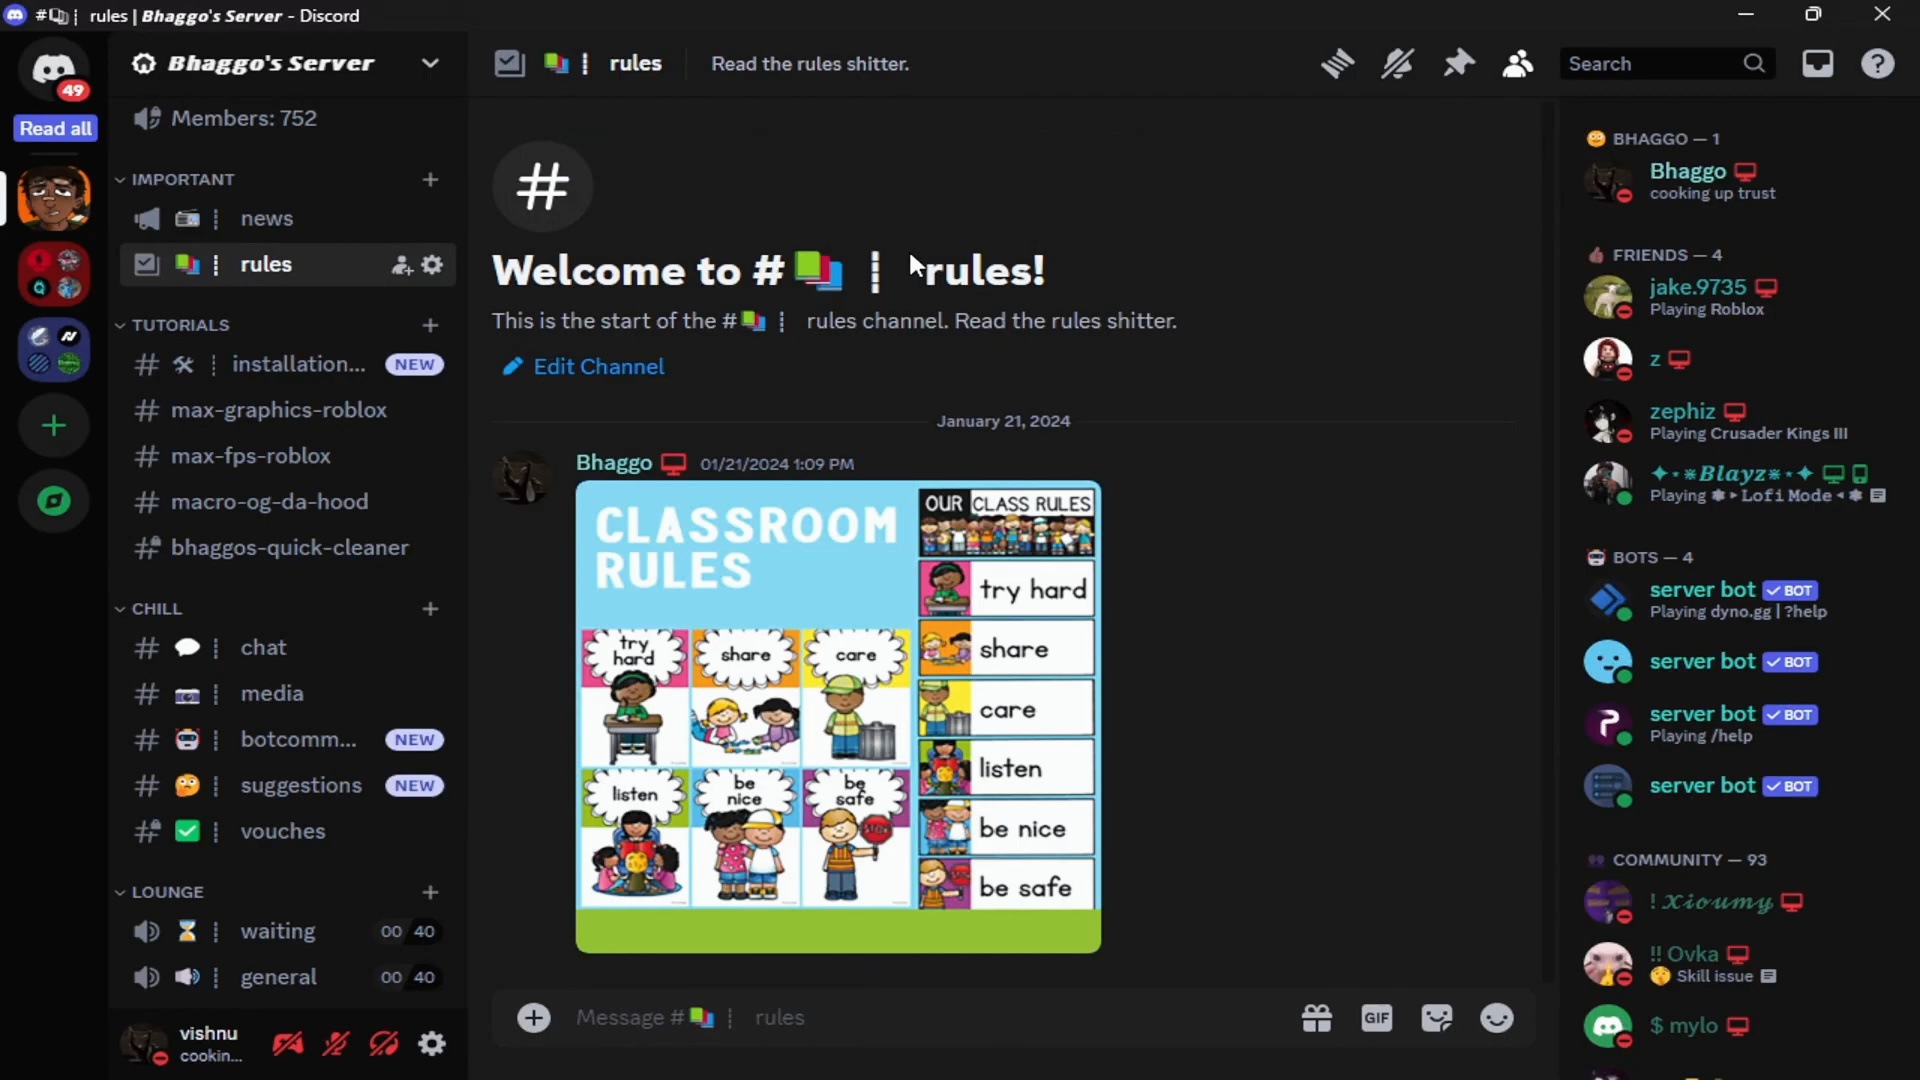 # rules | Bhaggo's Server - Discord
49
Read all
Bhaggo's Server
Members: 752
IMPORTANT
news
rules
TUTORIALS
installation... NEW
max-graphics-roblox
max-fps-roblox
macro-og-da-hood
bhaggos-quick-cleaner
CHILL
chat
media
botcomm... NEW
suggestions NEW
vouches
LOUNGE
waiting 00 40
general 00 40
vishnu
cookin...
rules
Read the rules shitter.
Search
Welcome to # rules!
This is the start of the # rules channel. Read the rules shitter.
Edit Channel
January 21, 2024
Bhaggo 01/21/2024 1:09 PM
CLASSROOM
RULES
try
hard
share
care
listen
be
nice
be
safe
STOP
OUR CLASS RULES
try hard
share
care
listen
be nice
be safe
Message # rules
GIF
BHAGGO — 1
Bhaggo
cooking up trust
FRIENDS — 4
jake.9735
Playing Roblox
z
zephiz
Playing Crusader Kings III
✦⋆⋇Blayz⋇⋆✦
Playing ❃▸Lofi Mode◂❃
BOTS — 4
server bot BOT
Playing dyno.gg | ?help
server bot BOT
server bot BOT
Playing /help
server bot BOT
COMMUNITY — 93
! 𝓧𝓲𝓸𝓾𝓶𝔂
!! Ovka
Skill issue
$ mylo